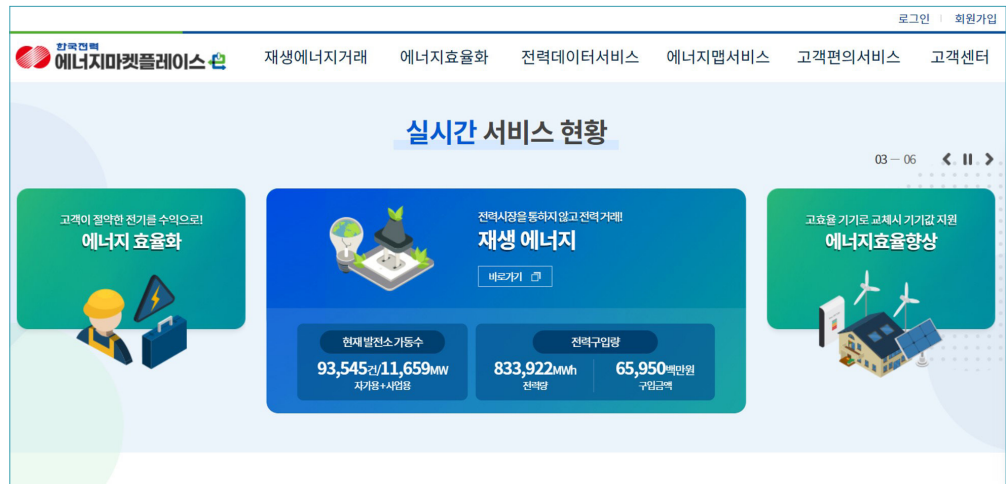 로그인 회원가입
한국전력
에너지마켓플레이스
재생에너지거래 에너지효율화 전력데이터서비스 에너지맵서비스 고객편의서비스 고객센터
실시간 서비스 현황
03 — 06
고객이 절약한 전기를 수익으로!
에너지 효율화
전력시장을 통하지 않고 전력 거래!
재생 에너지
바로가기
현재 발전소 가동수
93,545건/11,659MW
자가용+사업용
전력구입량
833,922MWh 65,950백만원
전력량 구입금액
고효율 기기로 교체시 기기값 지원
에너지효율향상